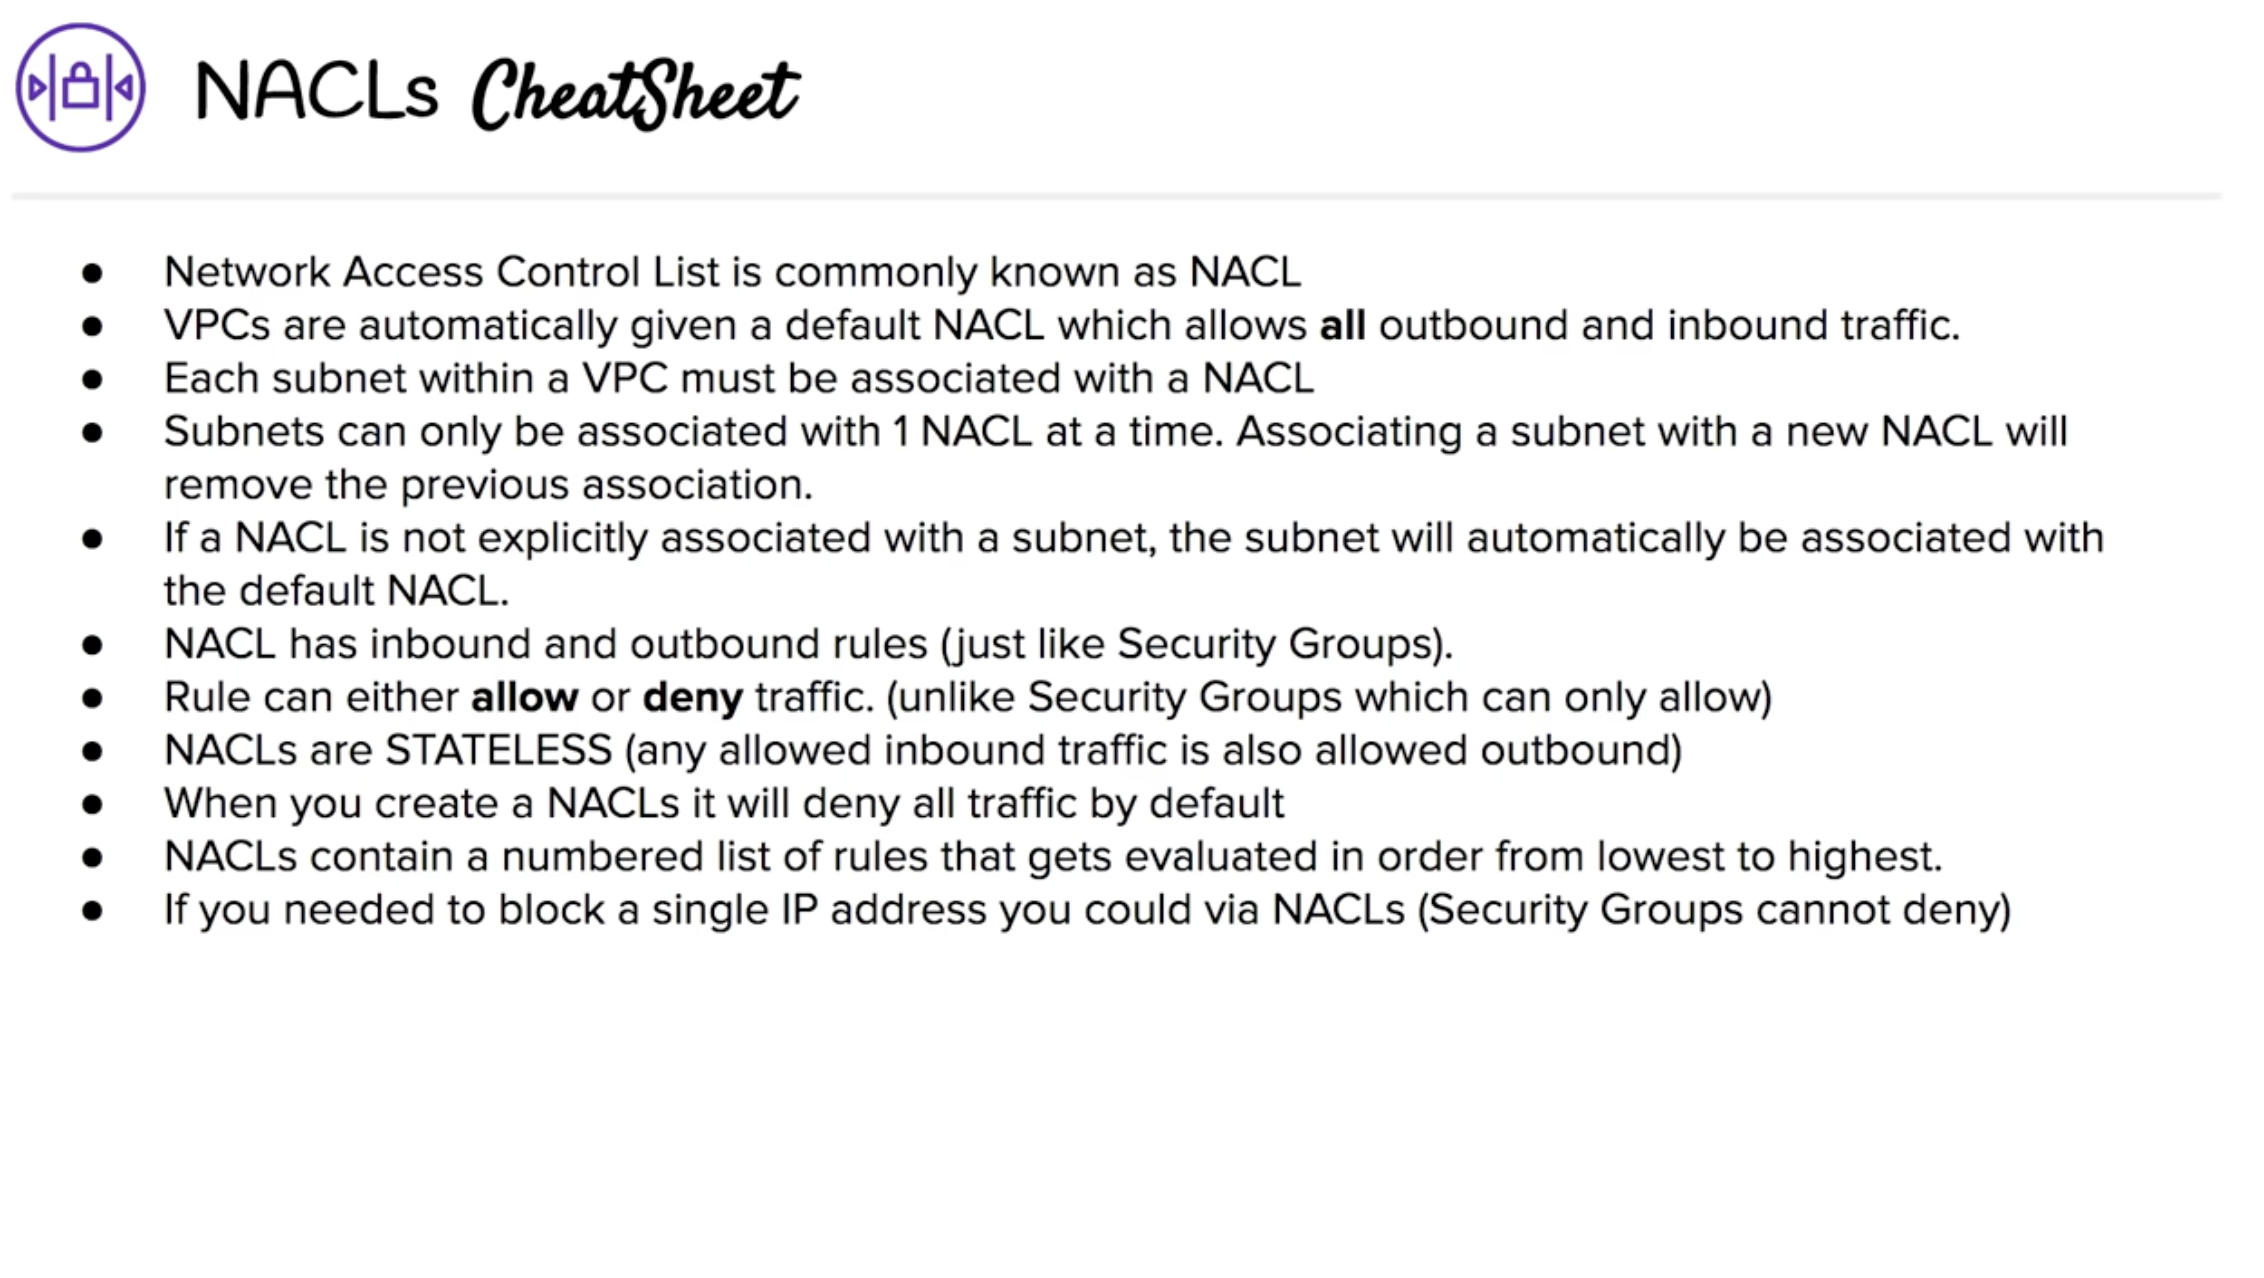 NACLs CheatSheet
● Network Access Control List is commonly known as NACL
● VPCs are automatically given a default NACL which allows all outbound and inbound traffic.
● Each subnet within a VPC must be associated with a NACL
● Subnets can only be associated with 1 NACL at a time. Associating a subnet with a new NACL will
remove the previous association.
● If a NACL is not explicitly associated with a subnet, the subnet will automatically be associated with
the default NACL.
● NACL has inbound and outbound rules (just like Security Groups).
● Rule can either allow or deny traffic. (unlike Security Groups which can only allow)
● NACLs are STATELESS (any allowed inbound traffic is also allowed outbound)
● When you create a NACLs it will deny all traffic by default
● NACLs contain a numbered list of rules that gets evaluated in order from lowest to highest.
● If you needed to block a single IP address you could via NACLs (Security Groups cannot deny)